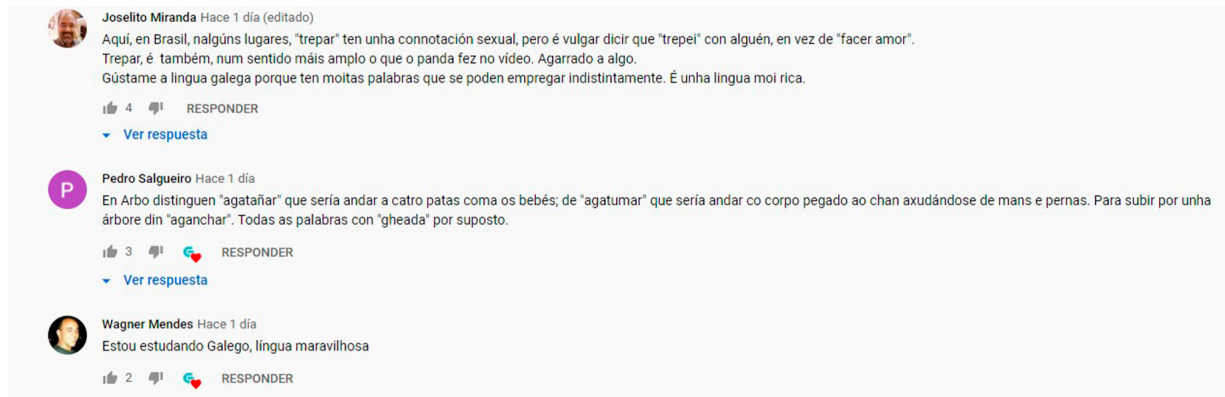 Joselito Miranda Hace 1 día (editado)
Aquí, en Brasil, nalgúns lugares, "trepar" ten unha connotación sexual, pero é vulgar dicir que "trepei" con alguén, en vez de "facer amor".
Trepar, é  também, num sentido máis amplo o que o panda fez no vídeo. Agarrado a algo.
Gústame a lingua galega porque ten moitas palabras que se poden empregar indistintamente. É unha lingua moi rica.
4 RESPONDER
Ver respuesta
P
Pedro Salgueiro Hace 1 día
En Arbo distinguen "agatañar" que sería andar a catro patas coma os bebés; de "agatumar" que sería andar co corpo pegado ao chan axudándose de mans e pernas. Para subir por unha
árbore din "aganchar". Todas as palabras con "gheada" por suposto.
3 RESPONDER
Ver respuesta
Wagner Mendes Hace 1 día
Estou estudando Galego, língua maravilhosa
2 RESPONDER